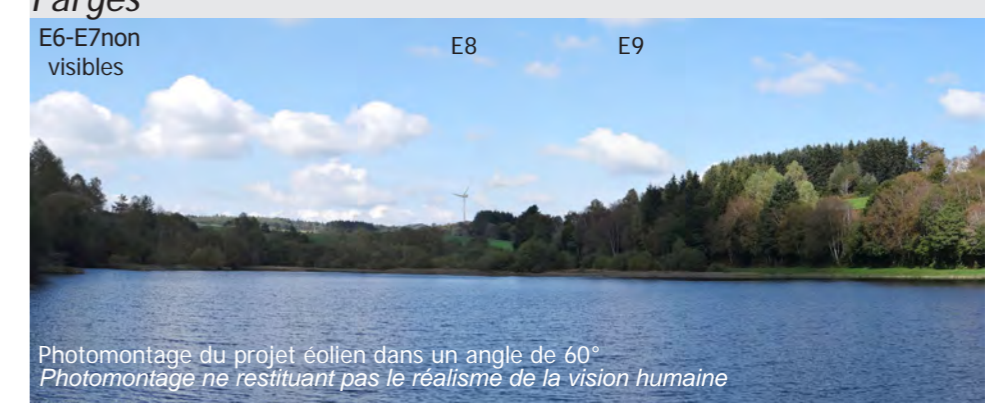 Farges
E6-E7non
visibles
E8
E9
Photomontage du projet éolien dans un angle de 60°
Photomontage ne restituant pas le réalisme de la vision humaine